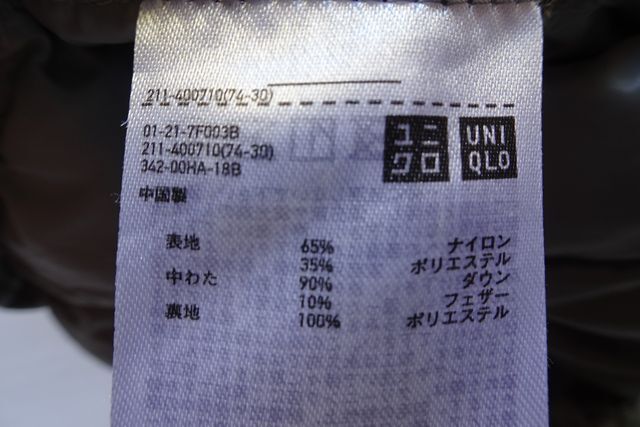 211-400710(74-30)
01-21-7F003B
211-400710(74-30)
342-00HA-18B
中国製
ユニ
クロ
UNI
QLO
表地 65% ナイロン
35% ポリエステル
中わた 90% ダウン
10% フェザー
裏地 100% ポリエステル